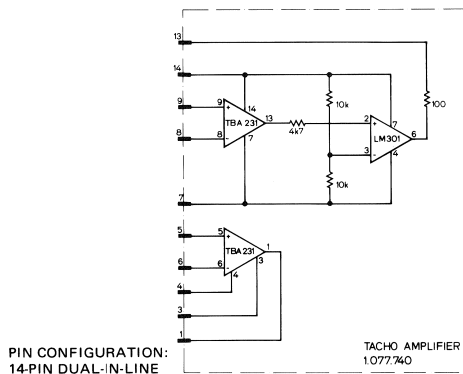 13
14
9
8
7
5
6
4
3
1
9 + TBA 231 14 13
8 - 7
4k7
10k
10k
2 + LM301 7 6
3 - 4
100
5 + TBA231 1
6 - 4 3
PIN CONFIGURATION:
14-PIN DUAL-IN-LINE
TACHO AMPLIFIER
1.077.740